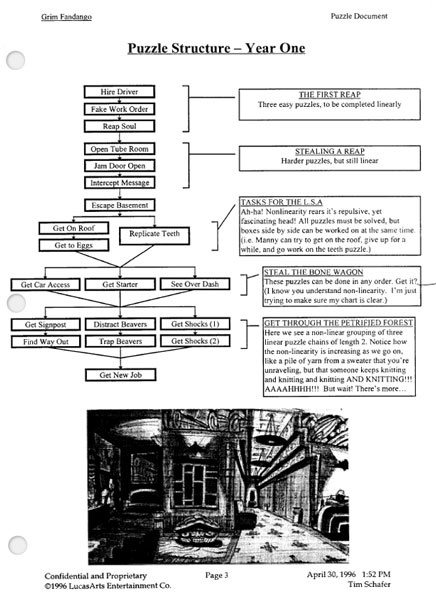 Grim Fandango
Puzzle Document
Puzzle Structure – Year One
Hire Driver
Fake Work Order
Reap Soul
THE FIRST REAP
Three easy puzzles, to be completed linearly
Open Tube Room
Jam Door Open
Intercept Message
STEALING A REAP
Harder puzzles, but still linear
Escape Basement
Get On Roof
Get to Eggs
Replicate Teeth
TASKS FOR THE L.S.A
Ah-ha! Nonlinearity rears it's repulsive, yet
fascinating head! All puzzles must be solved, but
boxes side by side can be worked on at the same time.
(i.e. Manny can try to get on the roof, give up for a
while, and go work on the teeth puzzle.)
Get Car Access
Get Starter
See Over Dash
STEAL THE BONE WAGON
These puzzles can be done in any order. Get it?
(I know you understand non-linearity. I'm just
trying to make sure my chart is clear.)
Get Signpost
Distract Beavers
Get Shocks (1)
Find Way Out
Trap Beavers
Get Shocks (2)
GET THROUGH THE PETRIFIED FOREST
Here we see a non-linear grouping of three
linear puzzle chains of length 2. Notice how
the non-linearity is increasing as we go on,
like a pile of yarn from a sweater that you're
unraveling, but that someone keeps knitting
and knitting and knitting AND KNITTING!!!
AAAAHHHH!!! But wait! There's more…
Get New Job
Confidential and Proprietary
©1996 LucasArts Entertainment Co.
Page 3
April 30, 1996 1:52 PM
Tim Schafer